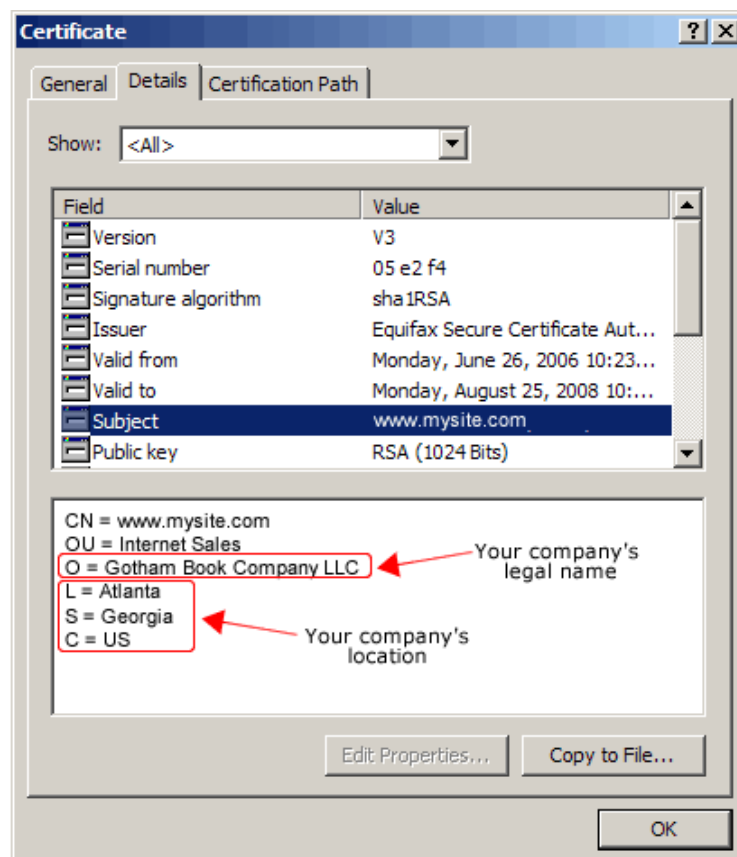 Certificate
General Details Certification Path
Show: <All>
Field Value
Version V3
Serial number 05 e2 f4
Signature algorithm sha1RSA
Issuer Equifax Secure Certificate Aut...
Valid from Monday, June 26, 2006 10:23...
Valid to Monday, August 25, 2008 10:...
Subject www.mysite.com
Public key RSA (1024 Bits)
CN = www.mysite.com
OU = Internet Sales
O = Gotham Book Company LLC
Your company's
legal name
L = Atlanta
S = Georgia
C = US
Your company's
location
Edit Properties... Copy to File...
OK